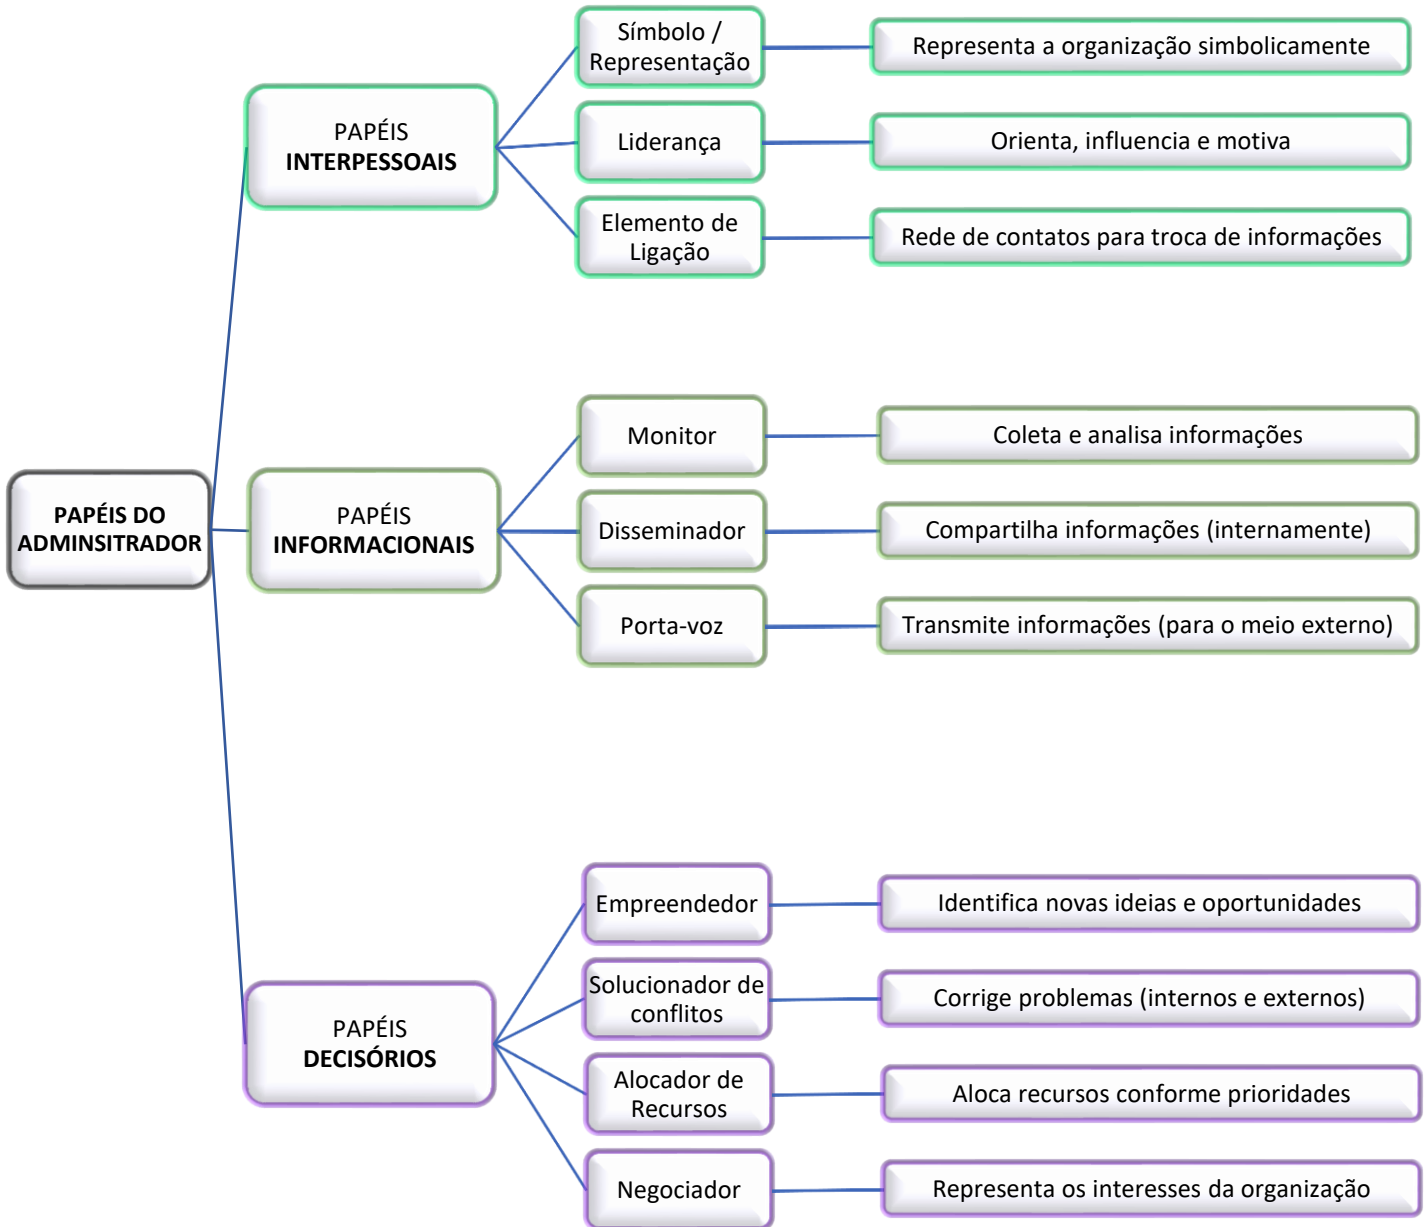 PAPÉIS DO
ADMINSITRADOR
PAPÉIS
INTERPESSOAIS
Símbolo /
Representação
Representa a organização simbolicamente
Liderança
Orienta, influencia e motiva
Elemento de
Ligação
Rede de contatos para troca de informações
PAPÉIS
INFORMACIONAIS
Monitor
Coleta e analisa informações
Disseminador
Compartilha informações (internamente)
Porta-voz
Transmite informações (para o meio externo)
PAPÉIS
DECISÓRIOS
Empreendedor
Identifica novas ideias e oportunidades
Solucionador de
conflitos
Corrige problemas (internos e externos)
Alocador de
Recursos
Aloca recursos conforme prioridades
Negociador
Representa os interesses da organização